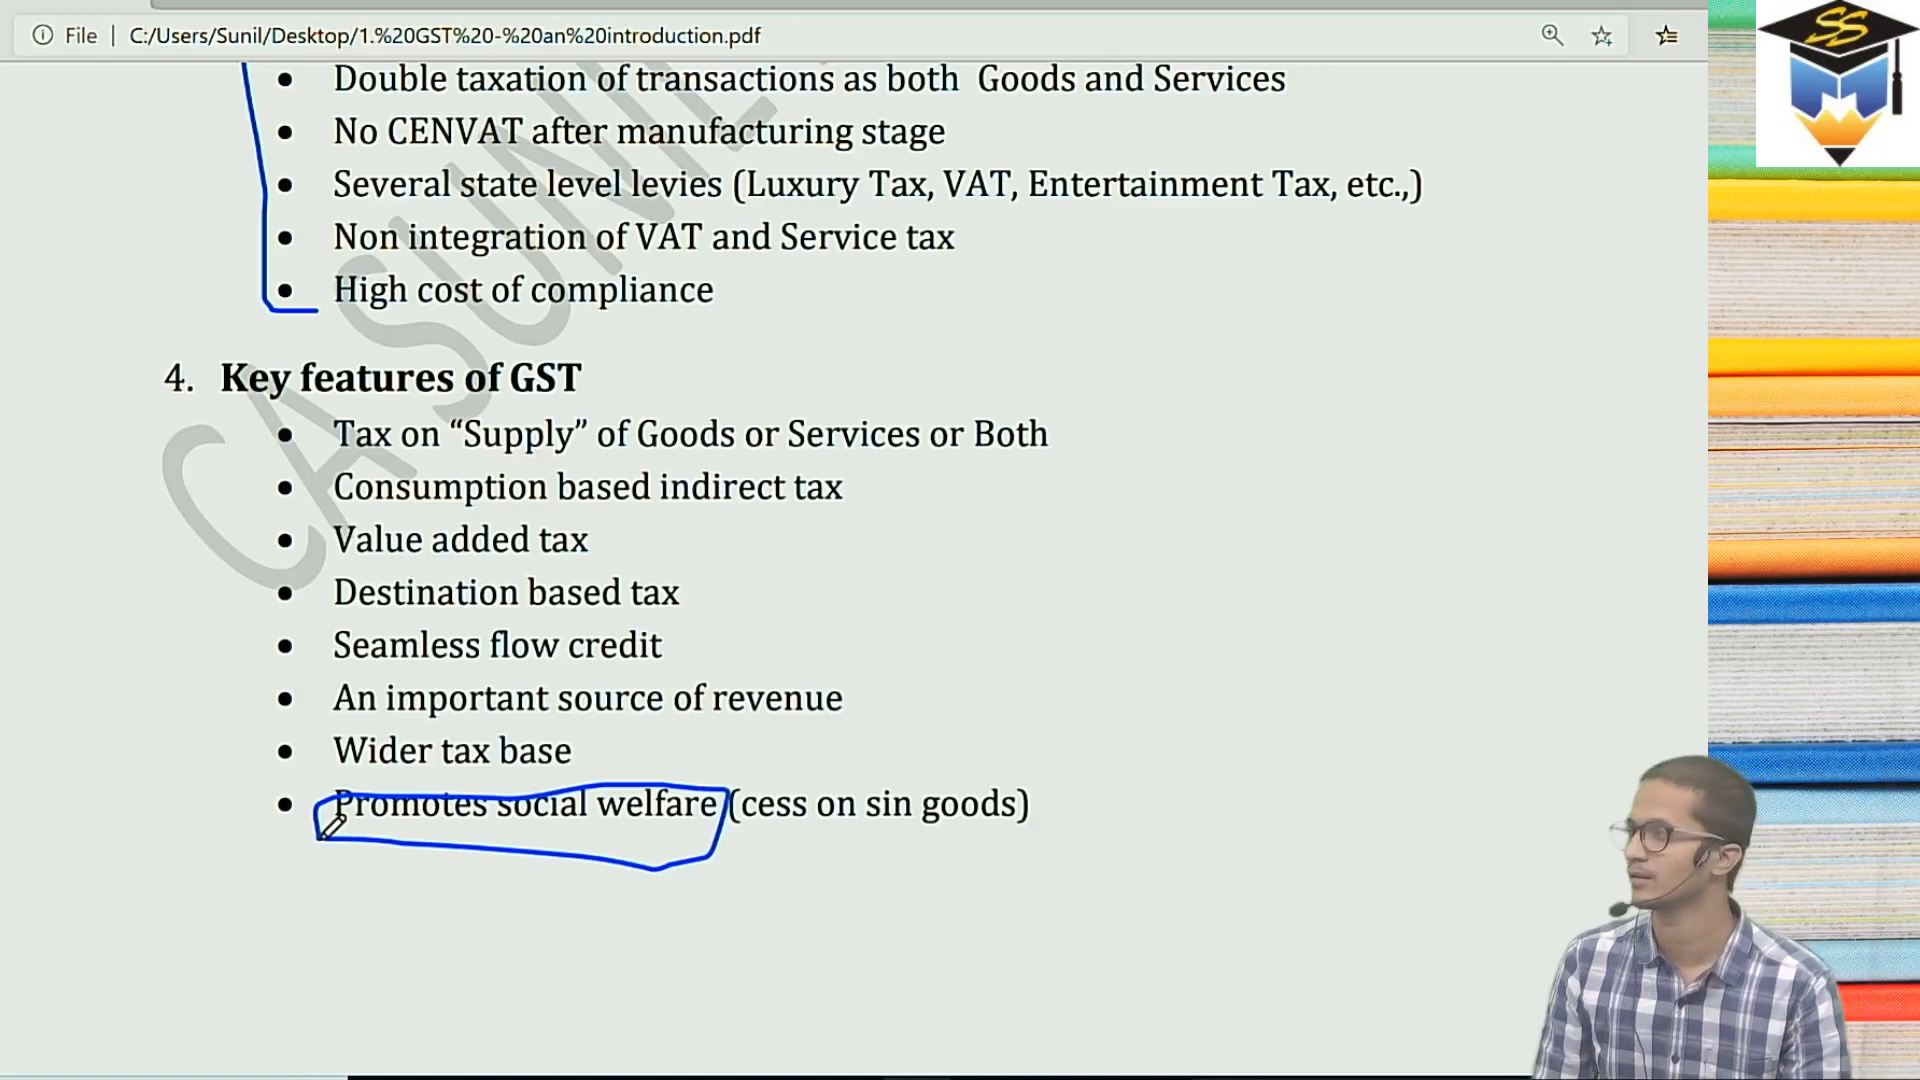 File | C:/Users/Sunil/Desktop/1.%20GST%20-%20an%20introduction.pdf
SS
• Double taxation of transactions as both Goods and Services
• No CENVAT after manufacturing stage
• Several state level levies (Luxury Tax, VAT, Entertainment Tax, etc.,)
• Non integration of VAT and Service tax
• High cost of compliance
4. Key features of GST
• Tax on “Supply” of Goods or Services or Both
• Consumption based indirect tax
• Value added tax
• Destination based tax
• Seamless flow credit
• An important source of revenue
• Wider tax base
• Promotes social welfare (cess on sin goods)
CA SUNIL